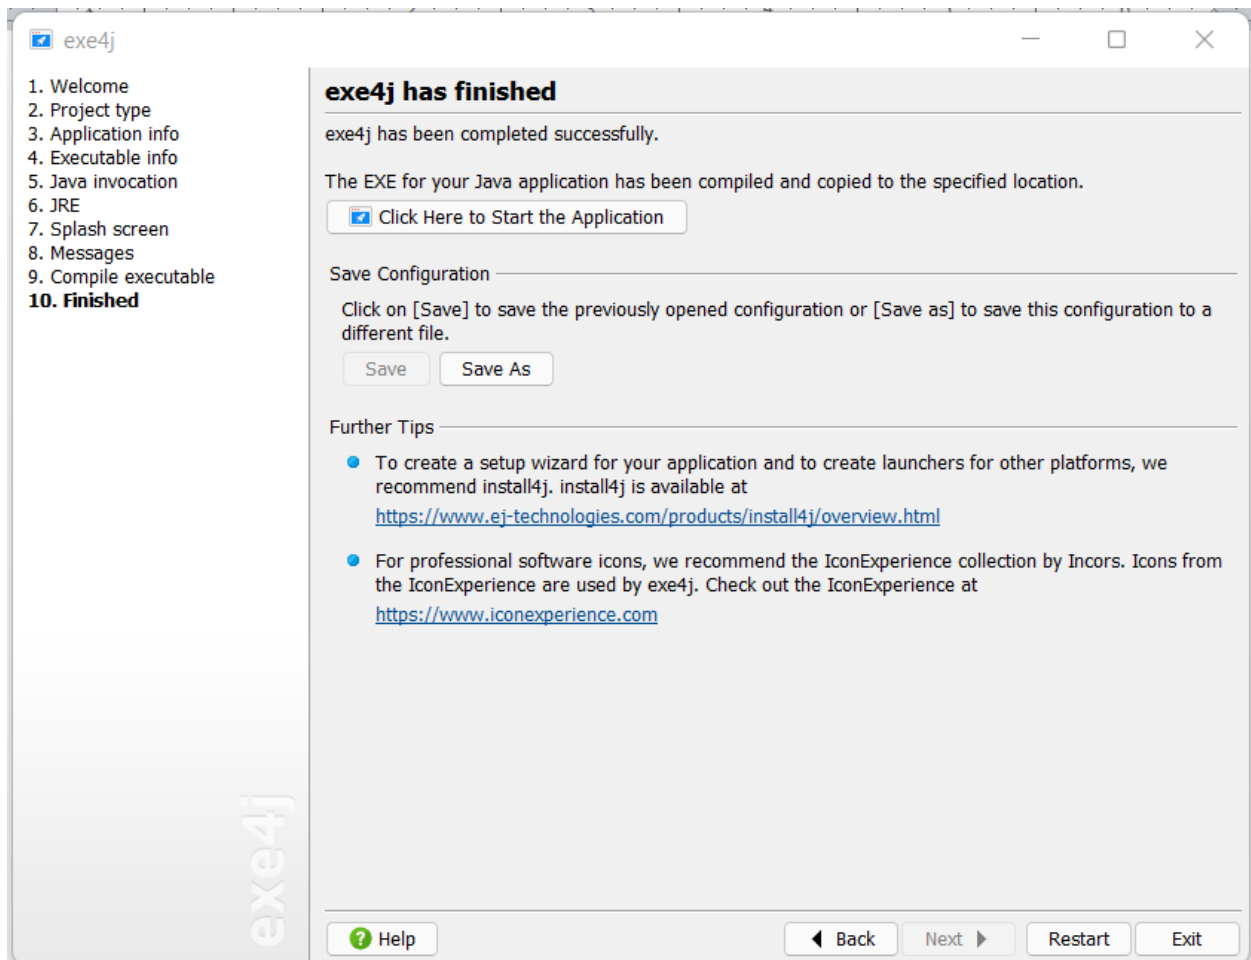 exe4j
1. Welcome
2. Project type
3. Application info
4. Executable info
5. Java invocation
6. JRE
7. Splash screen
8. Messages
9. Compile executable
10. Finished
exe4j
exe4j has finished
exe4j has been completed successfully.
The EXE for your Java application has been compiled and copied to the specified location.
Click Here to Start the Application
Save Configuration
Click on [Save] to save the previously opened configuration or [Save as] to save this configuration to a
different file.
Save Save As
Further Tips
To create a setup wizard for your application and to create launchers for other platforms, we
recommend install4j. install4j is available at
https://www.ej-technologies.com/products/install4j/overview.html
For professional software icons, we recommend the IconExperience collection by Incors. Icons from
the IconExperience are used by exe4j. Check out the IconExperience at
https://www.iconexperience.com
Help Back Next Restart Exit